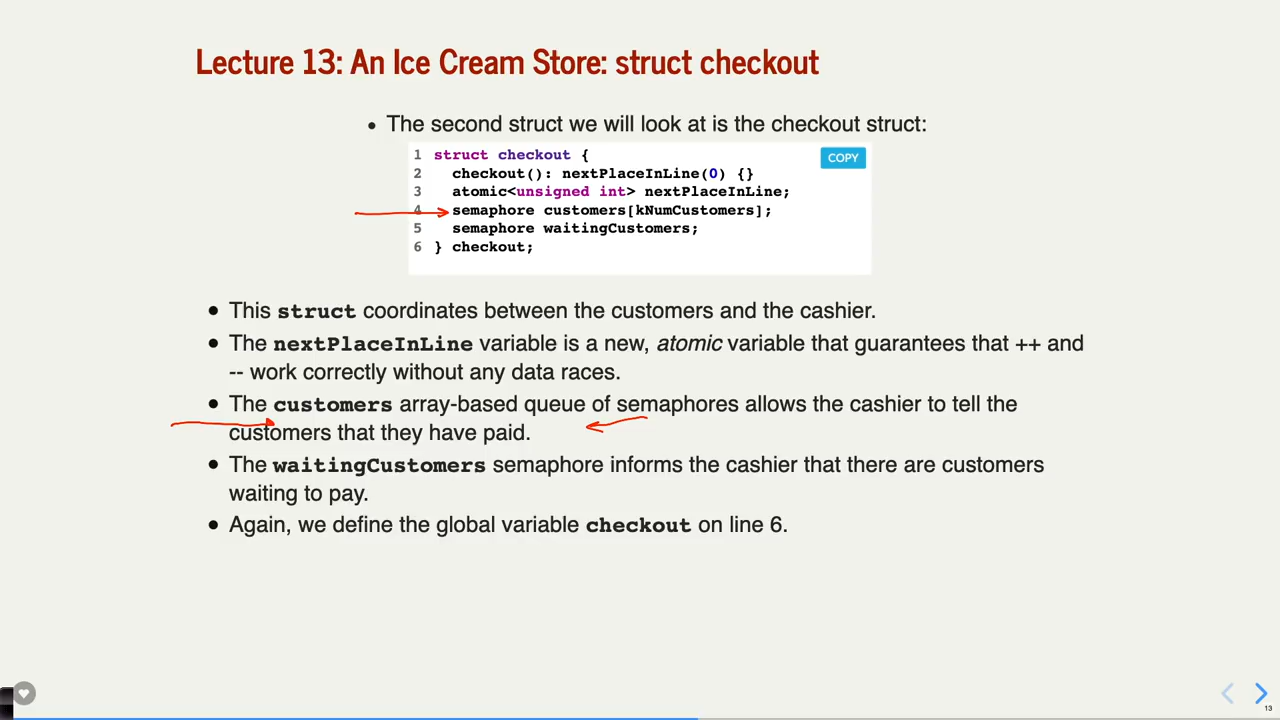 Lecture 13: An Ice Cream Store: struct checkout
• The second struct we will look at is the checkout struct:
1 struct checkout {
COPY
2 checkout(): nextPlaceInLine(0) {}
3 atomic<unsigned int> nextPlaceInLine;
4 semaphore customers[kNumCustomers];
5 semaphore waitingCustomers;
6 } checkout;
• This struct coordinates between the customers and the cashier.
• The nextPlaceInLine variable is a new, atomic variable that guarantees that ++ and
-- work correctly without any data races.
• The customers array-based queue of semaphores allows the cashier to tell the
customers that they have paid.
• The waitingCustomers semaphore informs the cashier that there are customers
waiting to pay.
• Again, we define the global variable checkout on line 6.
13